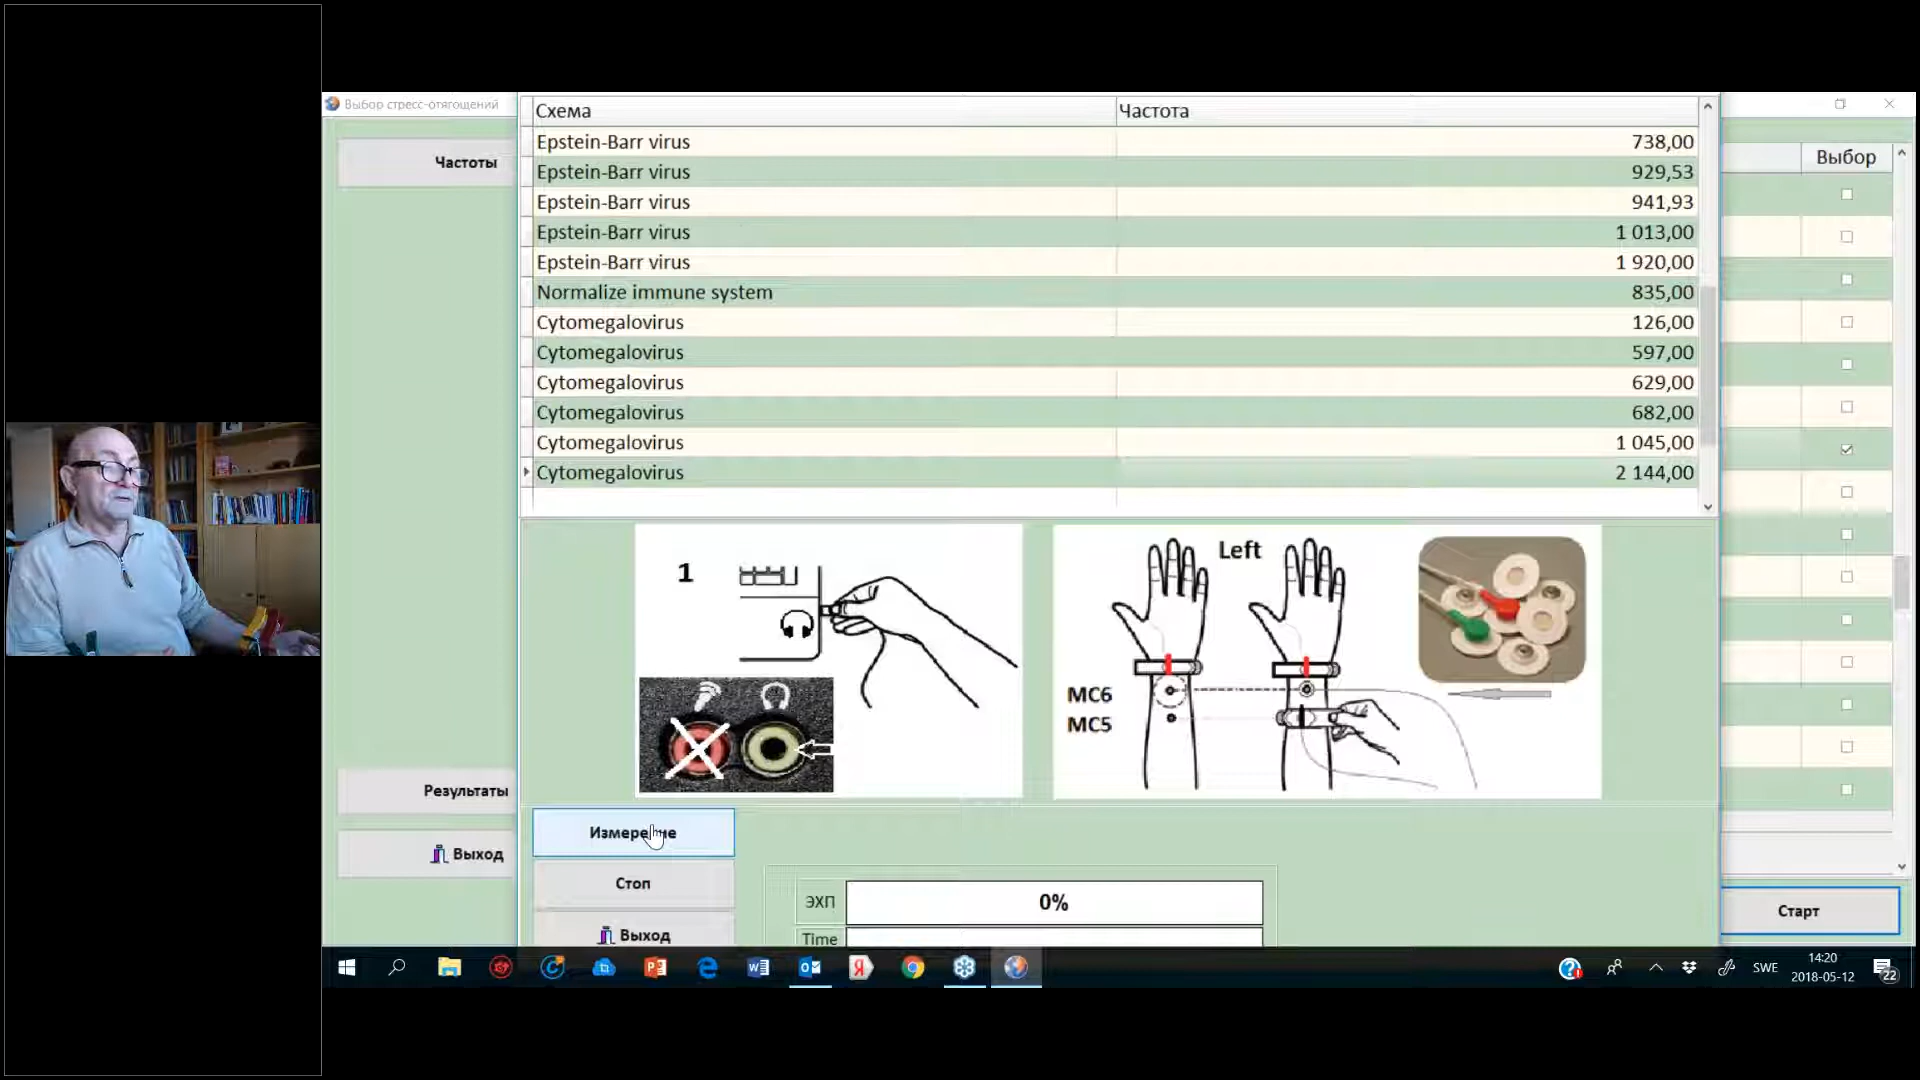 Выбор стресс-отягощений
Частоты
Результаты
Выход
Схема Частота
Epstein-Barr virus 738,00
Epstein-Barr virus 929,53
Epstein-Barr virus 941,93
Epstein-Barr virus 1 013,00
Epstein-Barr virus 1 920,00
Normalize immune system 835,00
Cytomegalovirus 126,00
Cytomegalovirus 597,00
Cytomegalovirus 629,00
Cytomegalovirus 682,00
Cytomegalovirus 1 045,00
Cytomegalovirus 2 144,00
1
Left
MC6
MC5
Измерение
Стоп
Выход
ЭХП 0%
Time
Выбор
Старт
SWE
14:20
2018-05-12
22